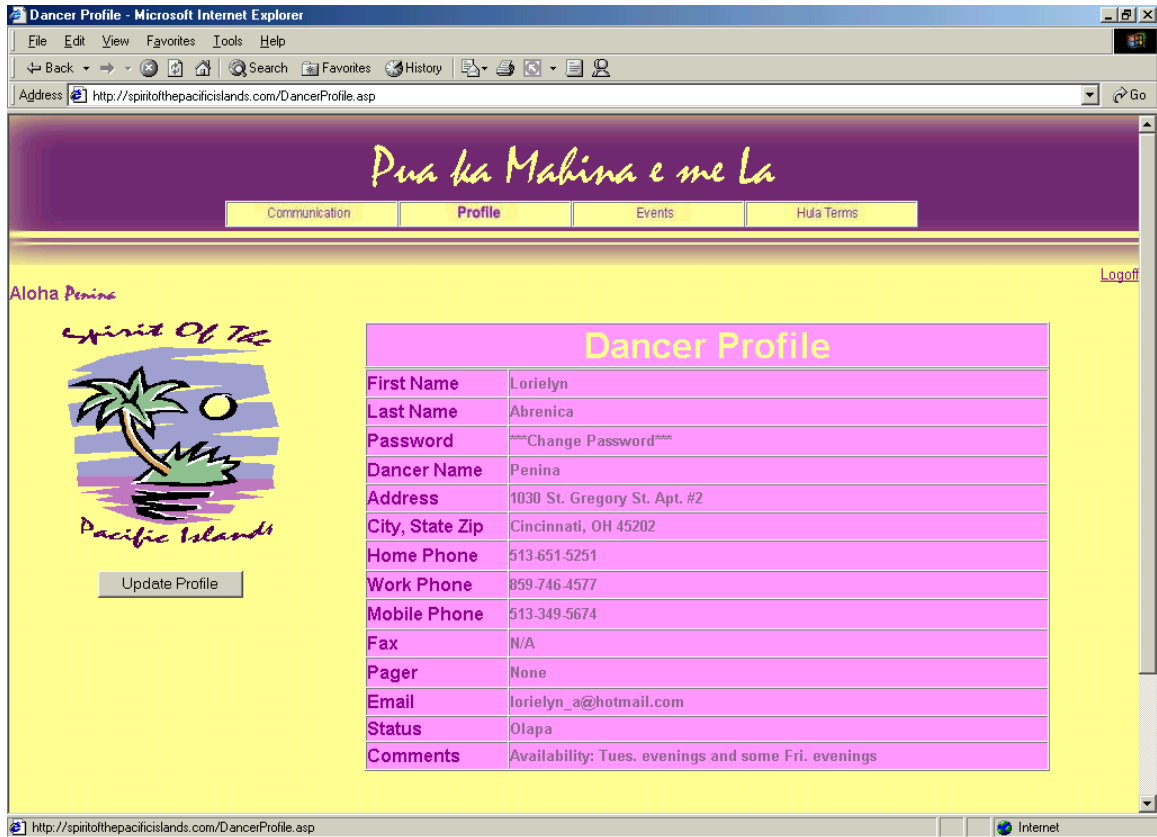 Dancer Profile - Microsoft Internet Explorer
File Edit View Favorites Tools Help
Back Search Favorites History
Address http://spiritofthepacificislands.com/DancerProfile.asp Go
Pua ka Mahina e me La
Communication Profile Events Hula Terms
Logoff
Aloha Penina
Spirit Of The
Pacific Islands
Update Profile
Dancer Profile
First Name Lorielyn
Last Name Abrenica
Password ***Change Password***
Dancer Name Penina
Address 1030 St. Gregory St. Apt. #2
City, State Zip Cincinnati, OH 45202
Home Phone 513-651-5251
Work Phone 859-746-4577
Mobile Phone 513-349-5674
Fax N/A
Pager None
Email lorielyn_a@hotmail.com
Status Olapa
Comments Availability: Tues. evenings and some Fri. evenings
http://spiritofthepacificislands.com/DancerProfile.asp Internet